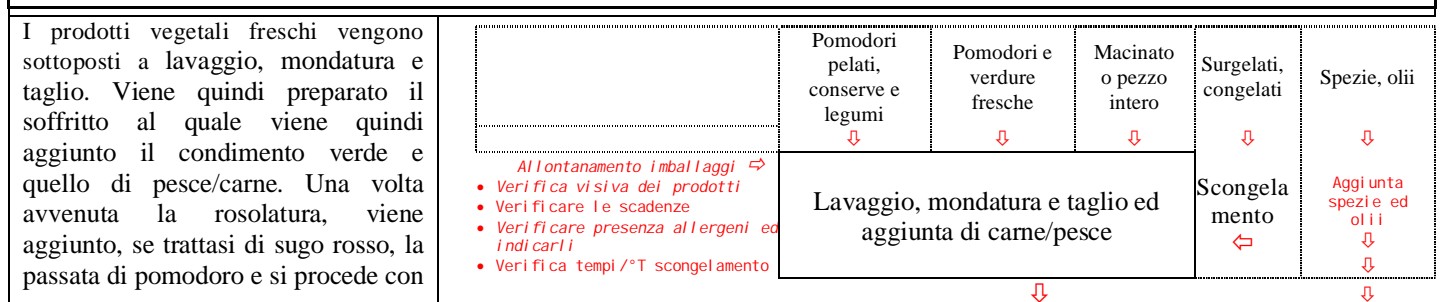 I prodotti vegetali freschi vengono
sottoposti a lavaggio, mondatura e
taglio. Viene quindi preparato il
soffritto al quale viene quindi
aggiunto il condimento verde e
quello di pesce/carne. Una volta
avvenuta la rosolatura, viene
aggiunto, se trattasi di sugo rosso, la
passata di pomodoro e si procede con
Pomodori
pelati,
conserve e
legumi
⇩
Pomodori e
verdure
fresche
⇩
Macinato
o pezzo
intero
⇩
Surgelati,
congelati
⇩
Spezie, olii
⇩
Allontanamento imballaggi ⇨
• Verifica visiva dei prodotti
• Verificare le scadenze
• Verificare presenza allergeni ed
indicarli
• Verifica tempi/°T scongelamento
Lavaggio, mondatura e taglio ed
aggiunta di carne/pesce
⇩
Scongela
mento
⇦
Aggiunta
spezie ed
olii
⇩
⇩
⇩